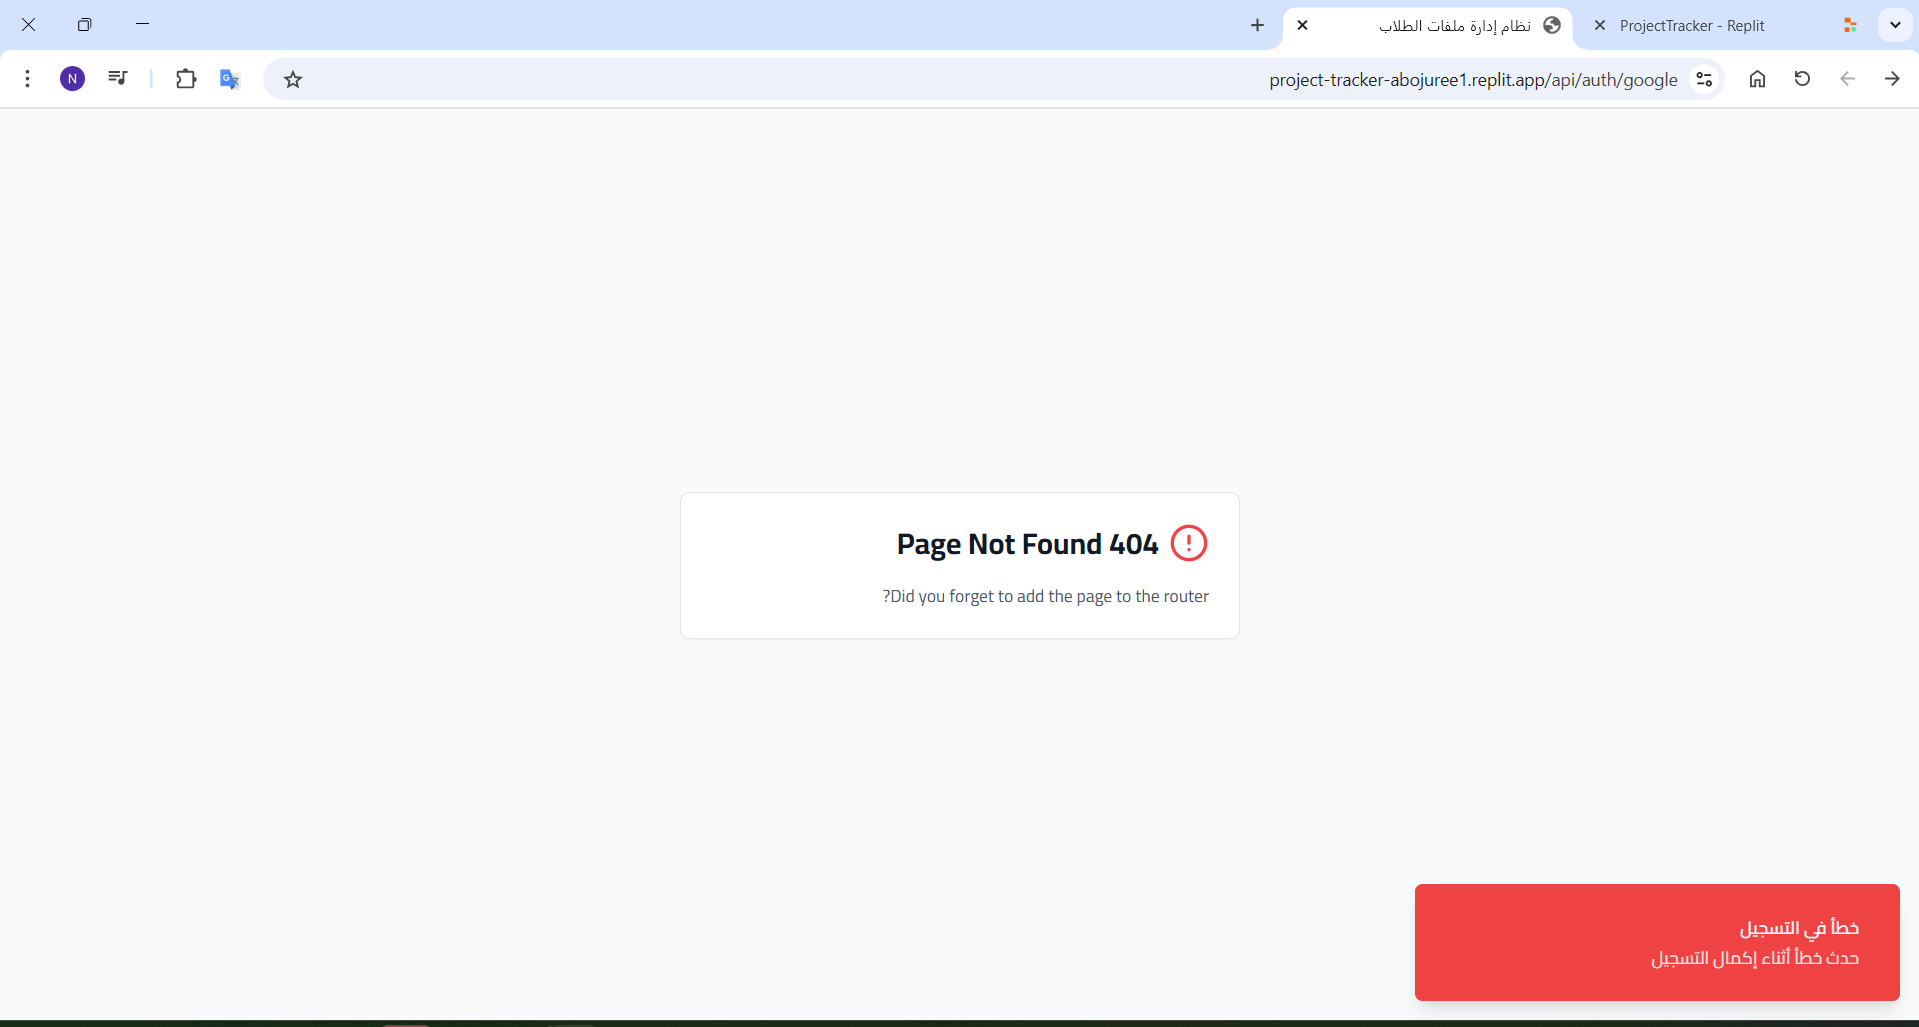 ProjectTracker - Replit
نظام إدارة ملفات الطلاب
project-tracker-abojuree1.replit.app/api/auth/google
N
G
Page Not Found 404
?Did you forget to add the page to the router
خطأ في التسجيل
حدث خطأ أثناء إكمال التسجيل